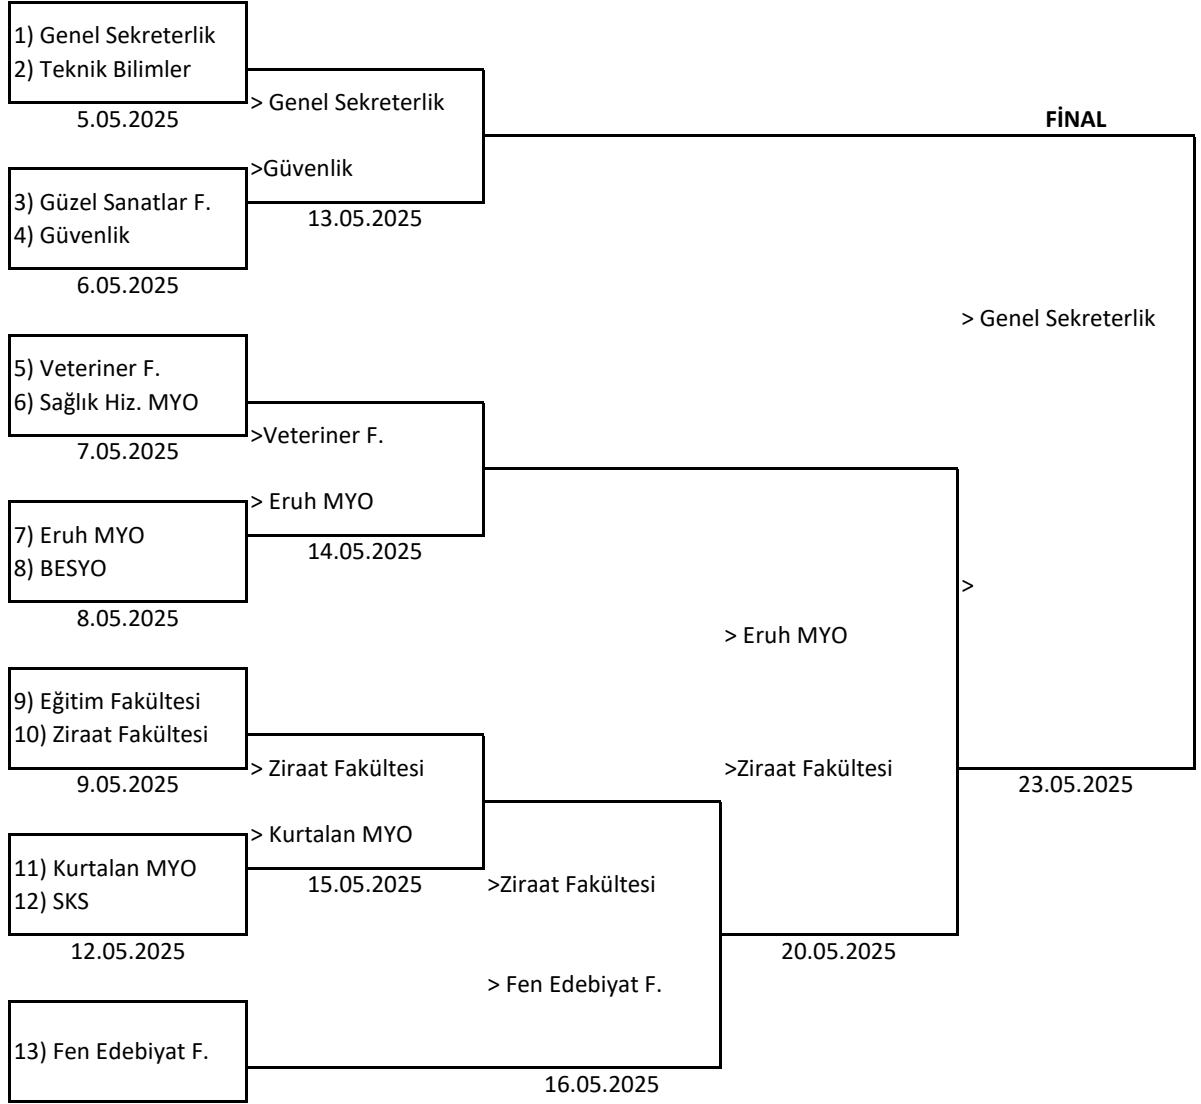 1) Genel Sekreterlik
2) Teknik Bilimler
5.05.2025
> Genel Sekreterlik
FİNAL
>Güvenlik
3) Güzel Sanatlar F.
4) Güvenlik
13.05.2025
6.05.2025
> Genel Sekreterlik
5) Veteriner F.
6) Sağlık Hiz. MYO
7.05.2025
>Veteriner F.
> Eruh MYO
7) Eruh MYO
8) BESYO
14.05.2025
8.05.2025
>
> Eruh MYO
9) Eğitim Fakültesi
10) Ziraat Fakültesi
9.05.2025
> Ziraat Fakültesi
>Ziraat Fakültesi
23.05.2025
> Kurtalan MYO
11) Kurtalan MYO
12) SKS
15.05.2025
>Ziraat Fakültesi
12.05.2025
20.05.2025
> Fen Edebiyat F.
13) Fen Edebiyat F.
16.05.2025